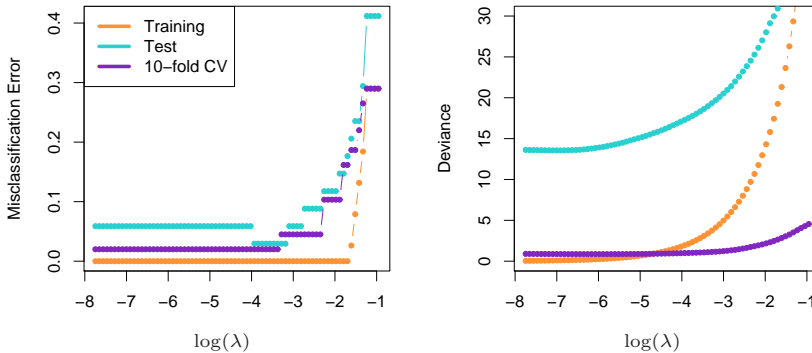 Misclassification Error
0.0 0.1 0.2 0.3 0.4
Training
Test
10−fold CV
−8 −7 −6 −5 −4 −3 −2 −1
log(λ)
Deviance
0 5 10 15 20 25 30
−8 −7 −6 −5 −4 −3 −2 −1
log(λ)